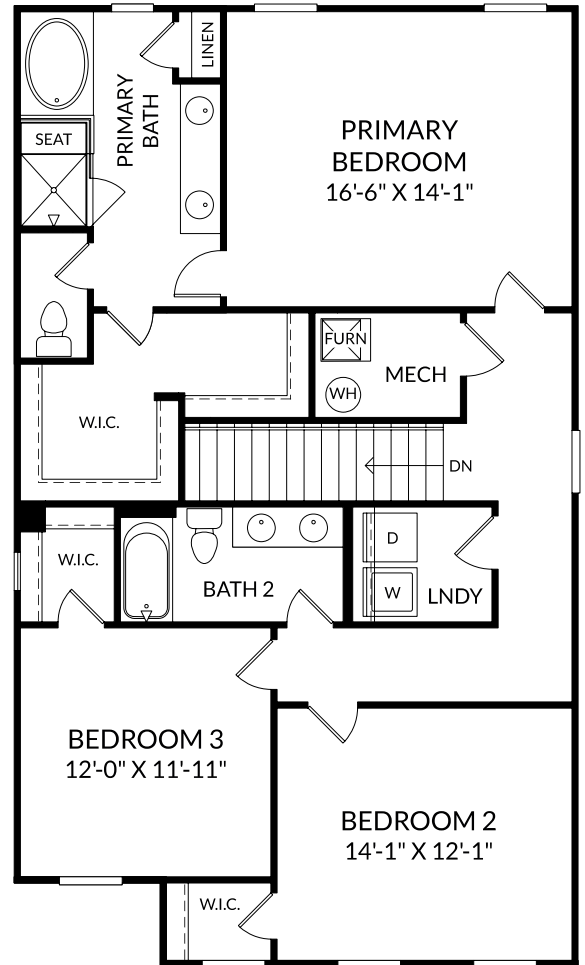 LINEN
PRIMARY
BATH
SEAT
PRIMARY
BEDROOM
16'-6" X 14'-1"
FURN
MECH
WH
W.I.C.
DN
W.I.C.
BATH 2
D
W
LNDY
BEDROOM 3
12'-0" X 11'-11"
BEDROOM 2
14'-1" X 12'-1"
W.I.C.